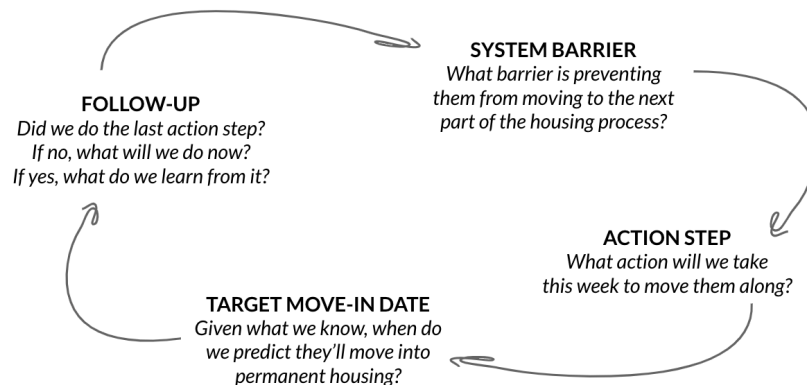 SYSTEM BARRIER
What barrier is preventing
them from moving to the next
part of the housing process?
ACTION STEP
What action will we take
this week to move them along?
TARGET MOVE-IN DATE
Given what we know, when do
we predict they’ll move into
permanent housing?
FOLLOW-UP
Did we do the last action step?
If no, what will we do now?
If yes, what do we learn from it?